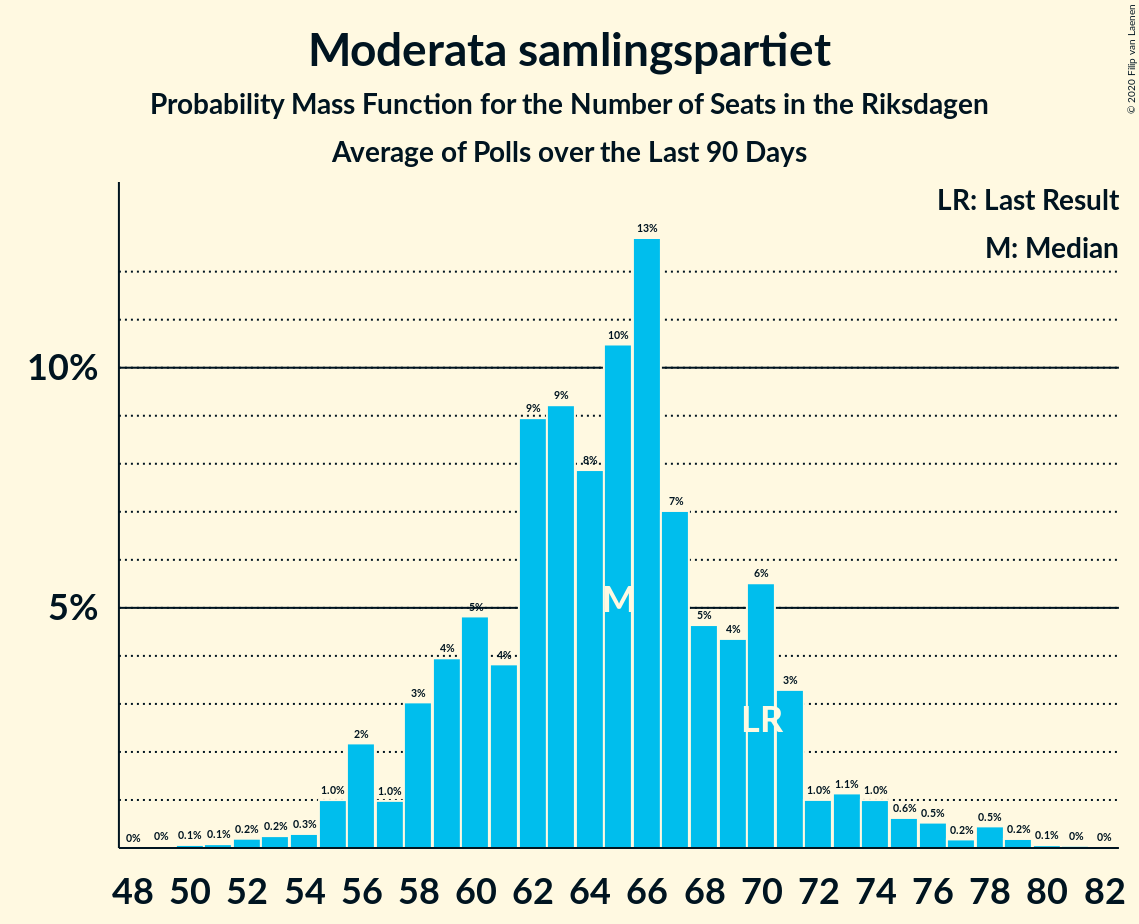 Moderata samlingspartiet
Probability Mass Function for the Number of Seats in the Riksdagen
Average of Polls over the Last 90 Days
© 2020 Filip van Laenen
LR: Last Result
M: Median
10%
5%
0% 0% 0.1% 0.1% 0.2% 0.2% 0.3% 1.0% 2% 1.0% 3% 4% 5% 4% 9% 9% 8% 10% 13% 7% 5% 4% 6% 3% 1.0% 1.1% 1.0% 0.6% 0.5% 0.2% 0.5% 0.2% 0.1% 0% 0%
M
LR
48 50 52 54 56 58 60 62 64 66 68 70 72 74 76 78 80 82